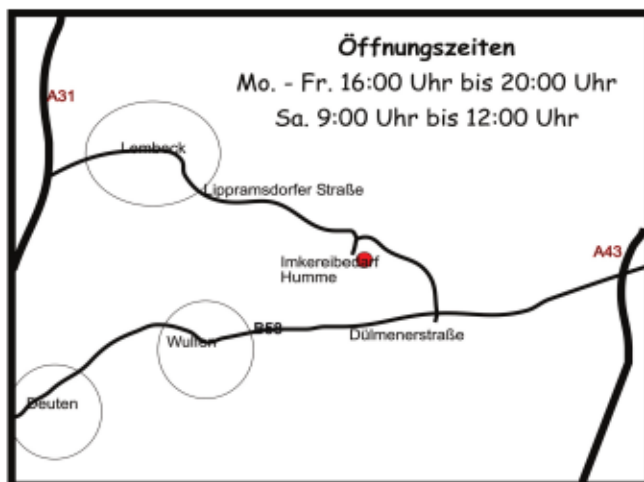 Öffnungszeiten
Mo. - Fr. 16:00 Uhr bis 20:00 Uhr
Sa. 9:00 Uhr bis 12:00 Uhr
A31
Lembeck
Lippramsdorfer Straße
A43
Imkereibedarf
Humme
B58
Wulfen
Dülmenerstraße
Deuten